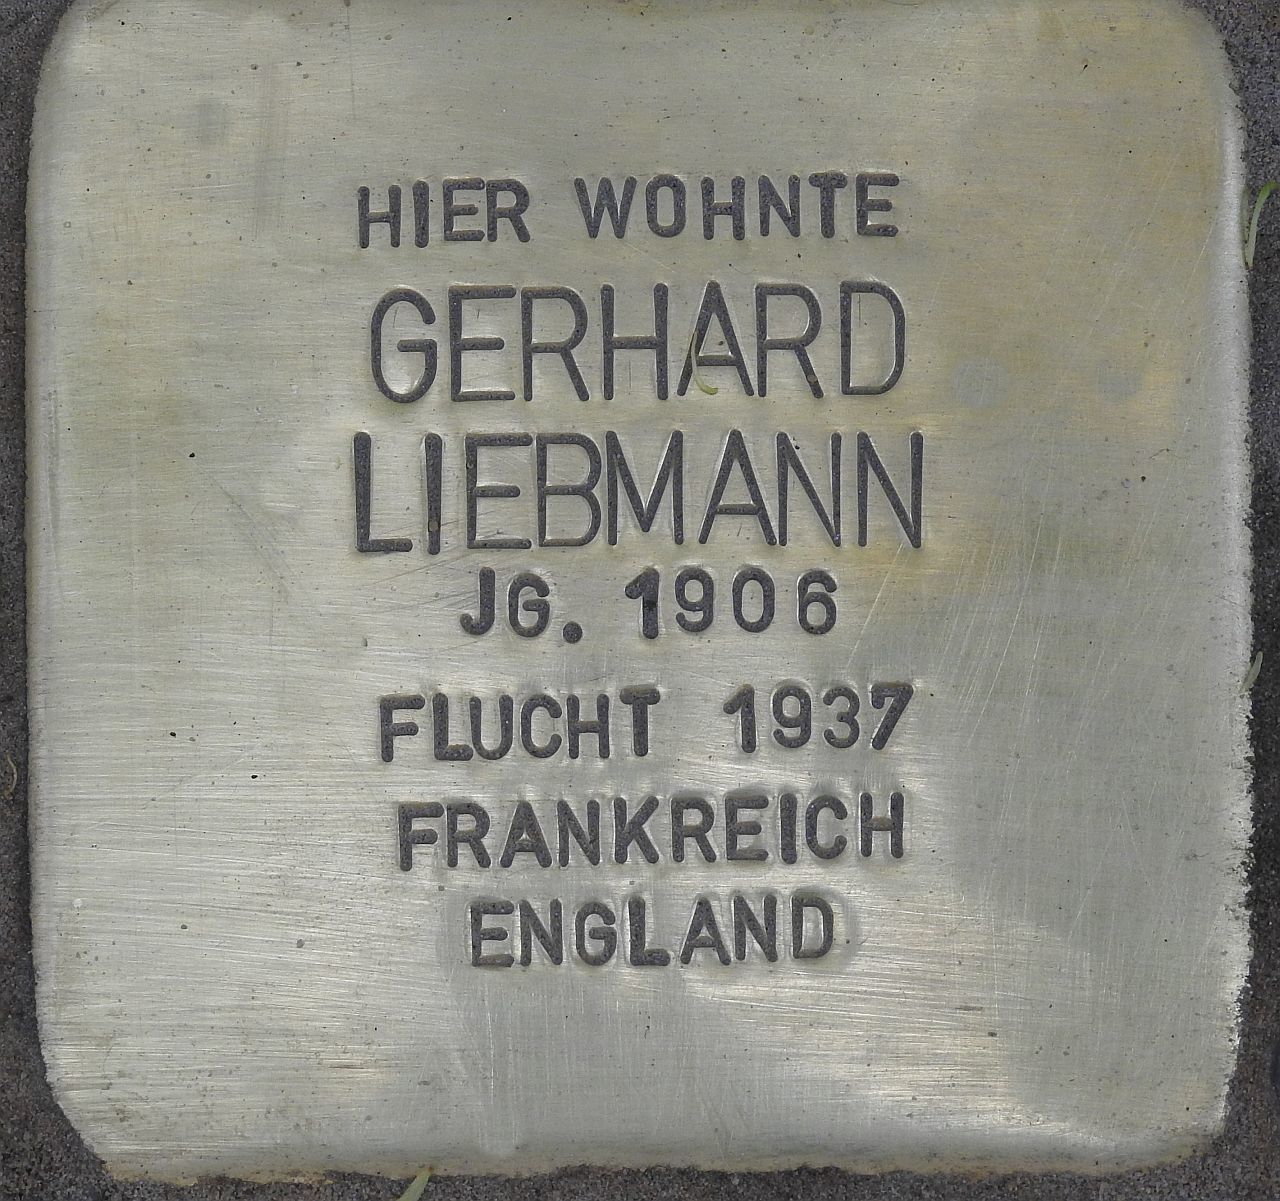 HIER WOHNTE
GERHARD
LIEBMANN
JG. 1906
FLUCHT 1937
FRANKREICH
ENGLAND